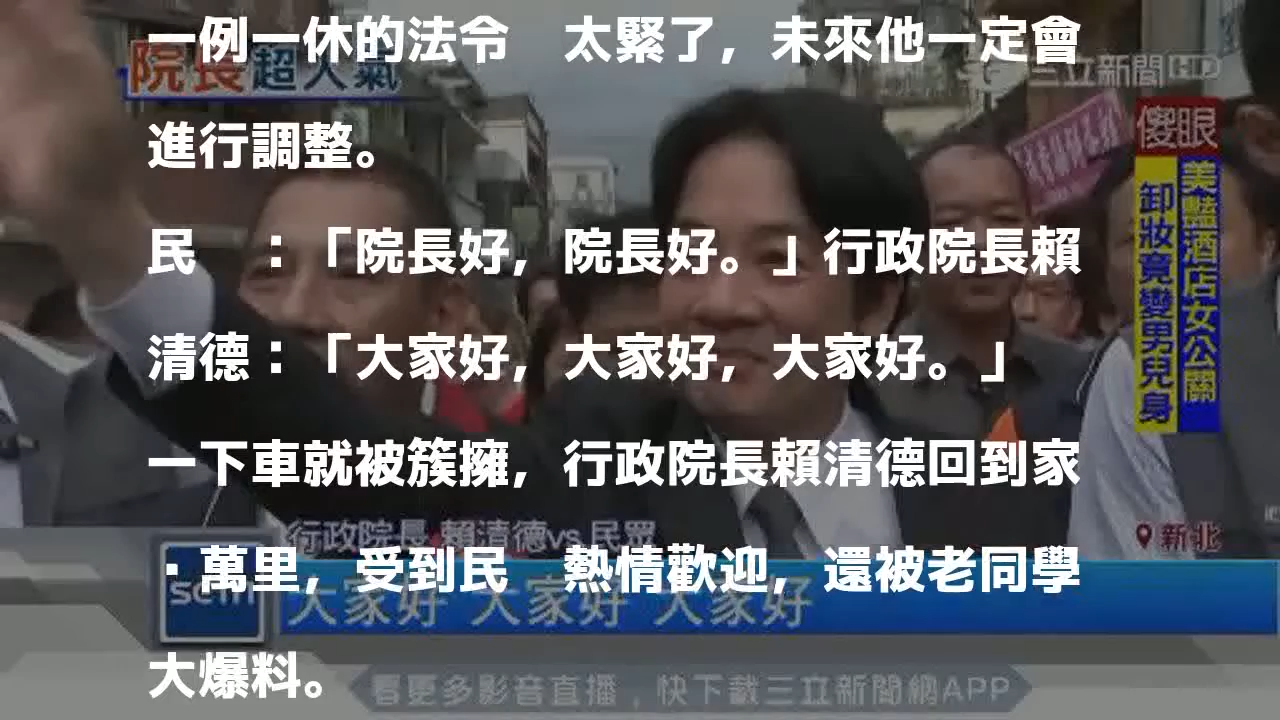 一例一休的法令　太緊了，未來他一定會
院長超人氣
三立新聞HD
進行調整。
傻眼
美豔酒店女公關
卸妝竟變男兒身
民　：「院長好，院長好。」行政院長賴
清德：「大家好，大家好，大家好。」
一下車就被簇擁，行政院長賴清德回到家
行政院長 賴清德vs.民眾
新北
·萬里，受到民　熱情歡迎，還被老同學
setn
大家好 大家好 大家好
大爆料。
看更多影音直播，快下載三立新聞網APP